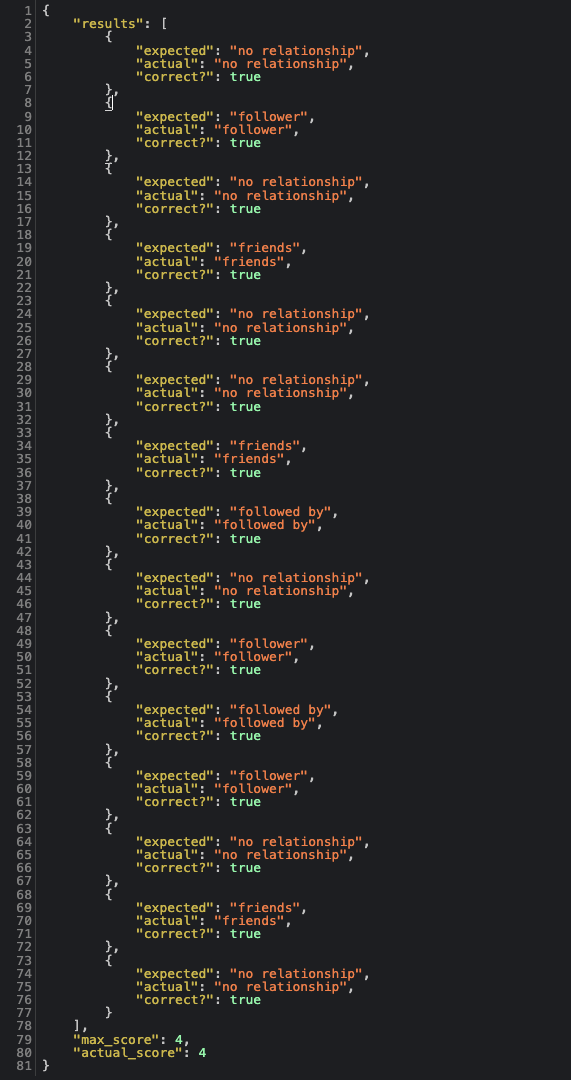 1 {
2     "results": [
3         {
4             "expected": "no relationship",
5             "actual": "no relationship",
6             "correct?": true
7         },
8         {
9             "expected": "follower",
10             "actual": "follower",
11             "correct?": true
12         },
13         {
14             "expected": "no relationship",
15             "actual": "no relationship",
16             "correct?": true
17         },
18         {
19             "expected": "friends",
20             "actual": "friends",
21             "correct?": true
22         },
23         {
24             "expected": "no relationship",
25             "actual": "no relationship",
26             "correct?": true
27         },
28         {
29             "expected": "no relationship",
30             "actual": "no relationship",
31             "correct?": true
32         },
33         {
34             "expected": "friends",
35             "actual": "friends",
36             "correct?": true
37         },
38         {
39             "expected": "followed by",
40             "actual": "followed by",
41             "correct?": true
42         },
43         {
44             "expected": "no relationship",
45             "actual": "no relationship",
46             "correct?": true
47         },
48         {
49             "expected": "follower",
50             "actual": "follower",
51             "correct?": true
52         },
53         {
54             "expected": "followed by",
55             "actual": "followed by",
56             "correct?": true
57         },
58         {
59             "expected": "follower",
60             "actual": "follower",
61             "correct?": true
62         },
63         {
64             "expected": "no relationship",
65             "actual": "no relationship",
66             "correct?": true
67         },
68         {
69             "expected": "friends",
70             "actual": "friends",
71             "correct?": true
72         },
73         {
74             "expected": "no relationship",
75             "actual": "no relationship",
76             "correct?": true
77         }
78     ],
79     "max_score": 4,
80     "actual_score": 4
81 }